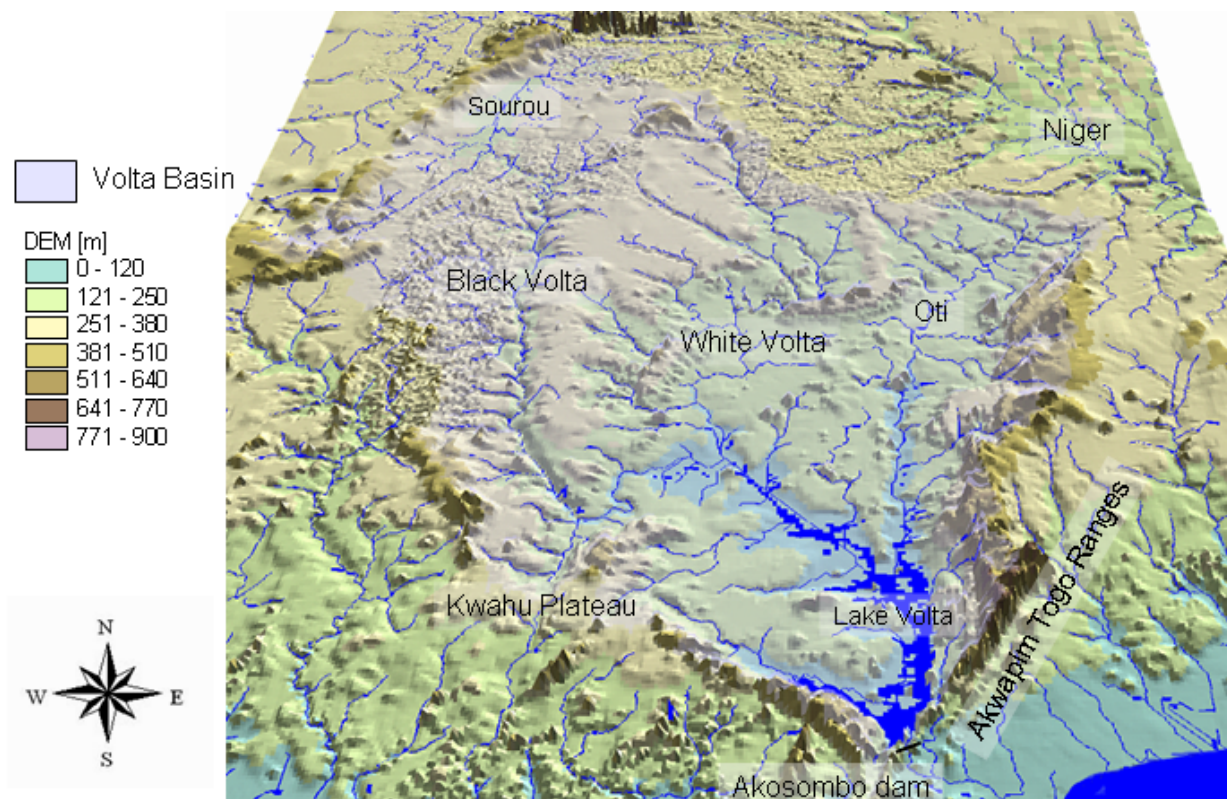 Sourou
Niger
Volta Basin
DEM [m]
0 - 120
121 - 250
251 - 380
381 - 510
511 - 640
641 - 770
771 - 900
Black Volta
Oti
White Volta
Akwapim Togo Ranges
Kwahu Plateau
Lake Volta
N
W E
S
Akosombo dam